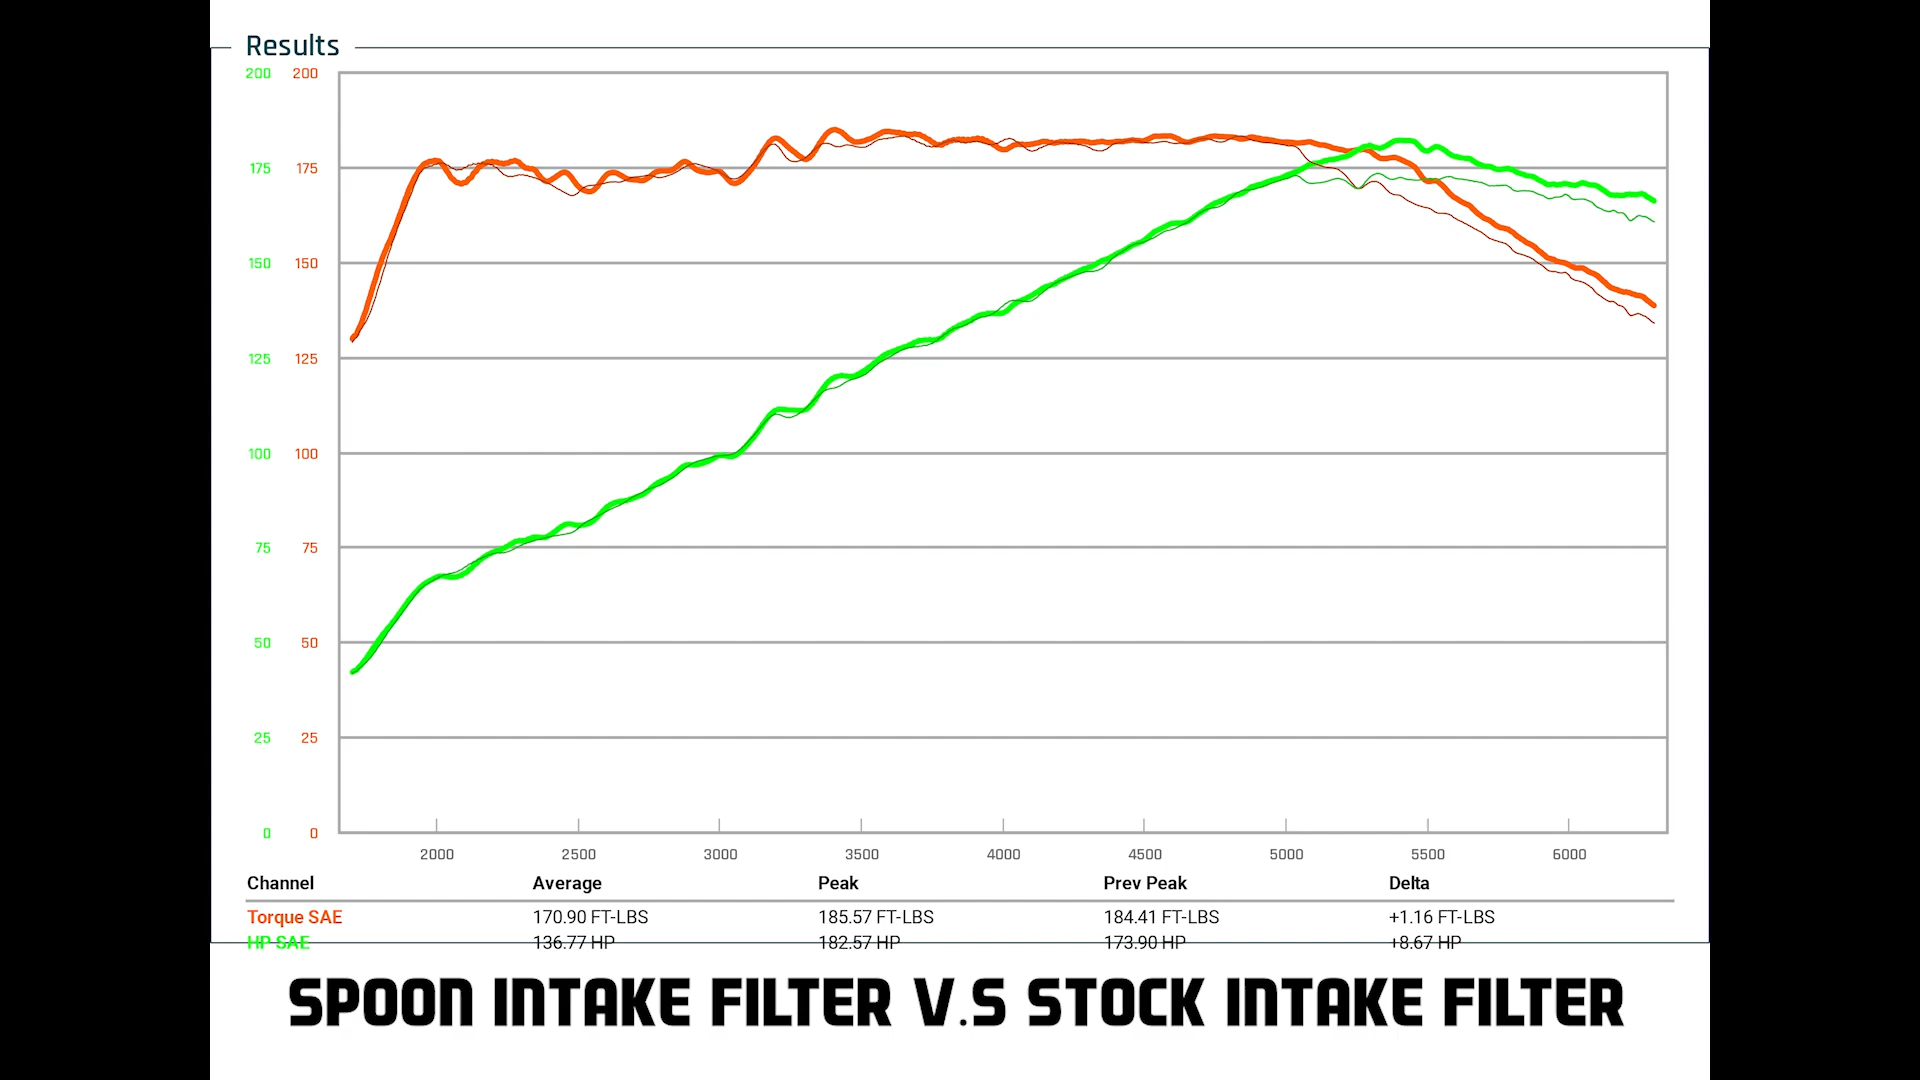 Results
200 200
175 175
150 150
125 125
100 100
75 75
50 50
25 25
0 0
2000 2500 3000 3500 4000 4500 5000 5500 6000
Channel Average Peak Prev Peak Delta
Torque SAE 170.90 FT-LBS 185.57 FT-LBS 184.41 FT-LBS +1.16 FT-LBS
HP SAE 136.77 HP 182.57 HP 173.90 HP +8.67 HP
SPOON INTAKE FILTER V.S STOCK INTAKE FILTER